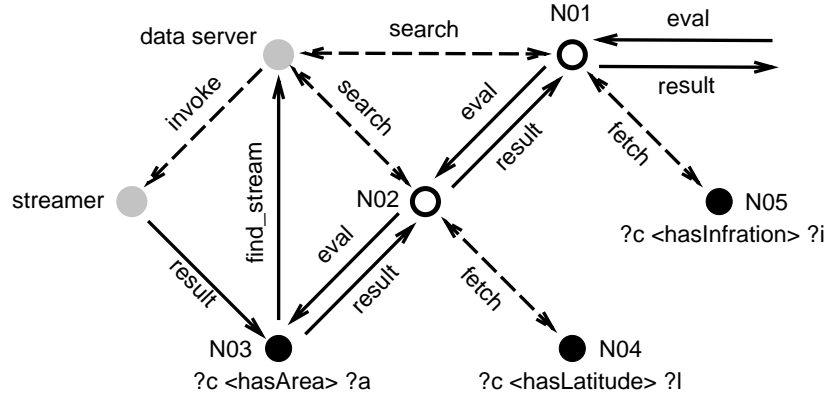 N01
eval
data server
search
result
invoke
search
eval
result
fetch
streamer
N02
N05
?c <hasInfration> ?i
find_stream
eval
result
fetch
result
N03
N04
?c <hasArea> ?a
?c <hasLatitude> ?l